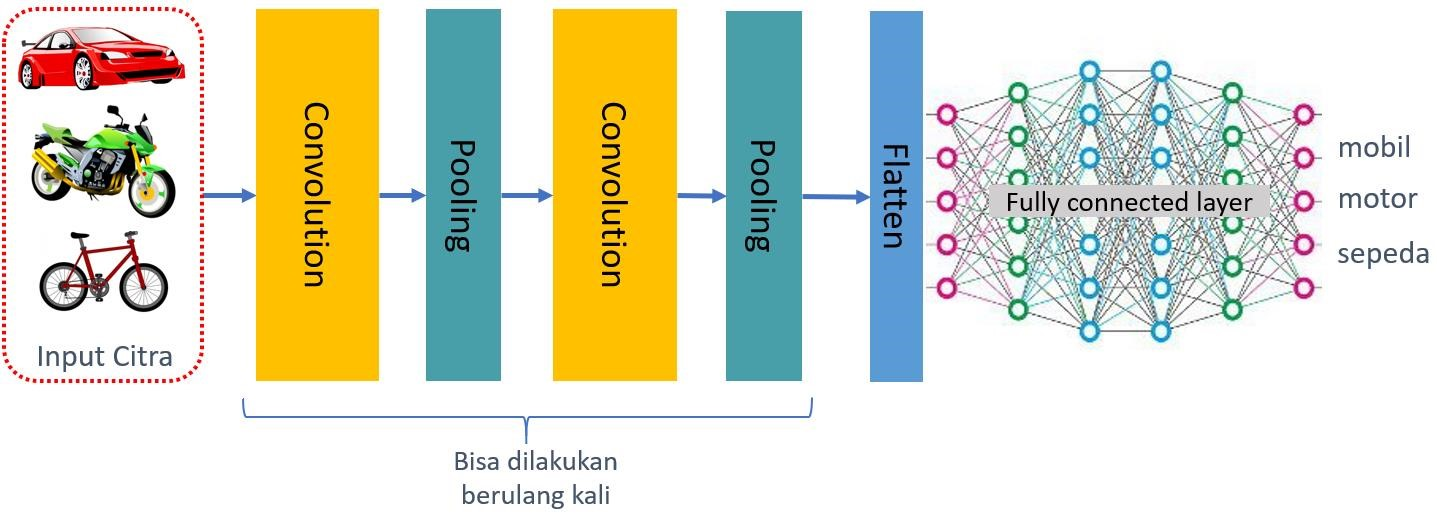 Input Citra
Convolution
Pooling
Convolution
Pooling
Flatten
Fully connected layer
mobil
motor
sepeda
Bisa dilakukan
berulang kali